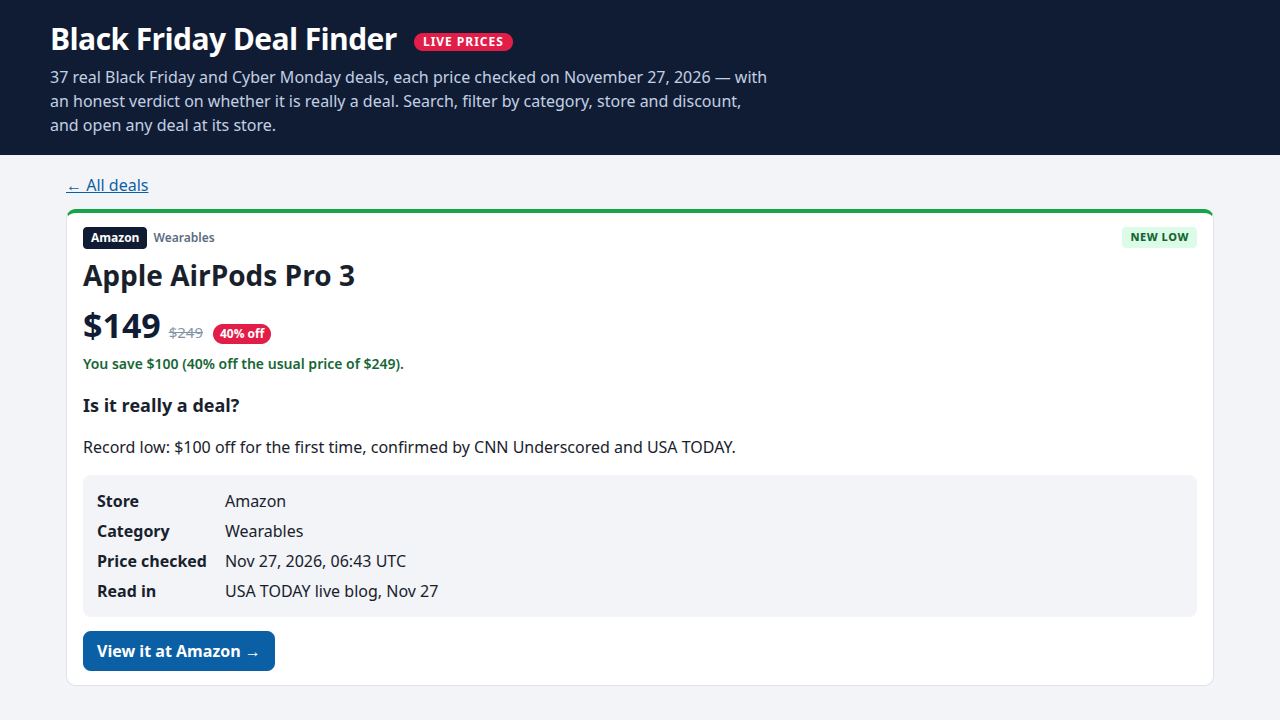 Black Friday Deal Finder LIVE PRICES
37 real Black Friday and Cyber Monday deals, each price checked on November 27, 2026 — with
an honest verdict on whether it is really a deal. Search, filter by category, store and discount,
and open any deal at its store.
← All deals
Amazon Wearables NEW LOW
Apple AirPods Pro 3
$149 $249 40% off
You save $100 (40% off the usual price of $249).
Is it really a deal?
Record low: $100 off for the first time, confirmed by CNN Underscored and USA TODAY.
Store Amazon
Category Wearables
Price checked Nov 27, 2026, 06:43 UTC
Read in USA TODAY live blog, Nov 27
View it at Amazon →